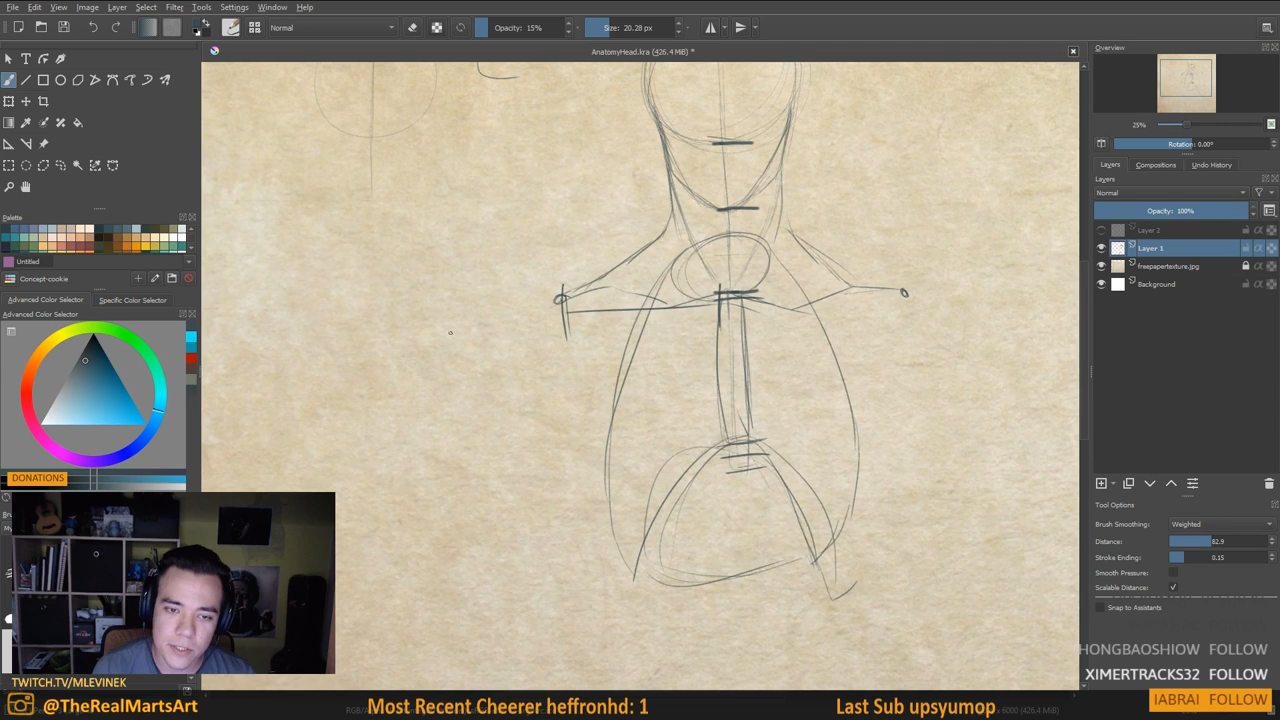 File Edit View Image Layer Select Filter Tools Settings Window Help
Normal Opacity: 15% Size: 20.28 px
AnatomyHead.kra (426.4 MiB) *
Overview
25%
Rotation: 0.00°
Layers Compositions Undo History
Layers
Normal
Opacity: 100%
Layer 2
Layer 1
freepapertexture.jpg
Background
Palette
Untitled
Concept-cookie
Advanced Color Selector Specific Color Selector
Advanced Color Selector
DONATIONS
Tool Options
Brush Smoothing: Weighted
Distance: 82.9
Stroke Ending: 0.15
Smooth Pressure:
Scalable Distance:
Snap to Assistants
HONGBAOSHIOW FOLLOW
XIMERTRACKS32 FOLLOW
IABRAI FOLLOW
TWITCH.TV/MLEVINEK
@TheRealMartsArt
Most Recent Cheerer heffronhd: 1
Last Sub upsyumop